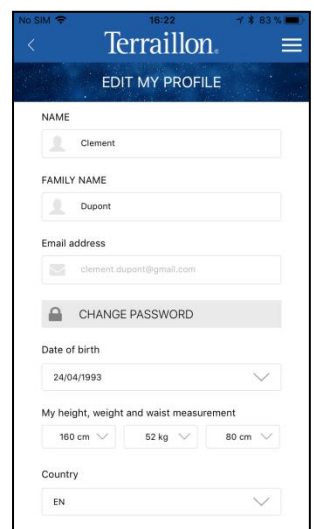 No SIM 16:22 83 %
Terraillon.
EDIT MY PROFILE
NAME
Clement
FAMILY NAME
Dupont
Email address
clement.dupont@gmail.com
CHANGE PASSWORD
Date of birth
24/04/1993
My height, weight and waist measurement
160 cm 52 kg 80 cm
Country
EN